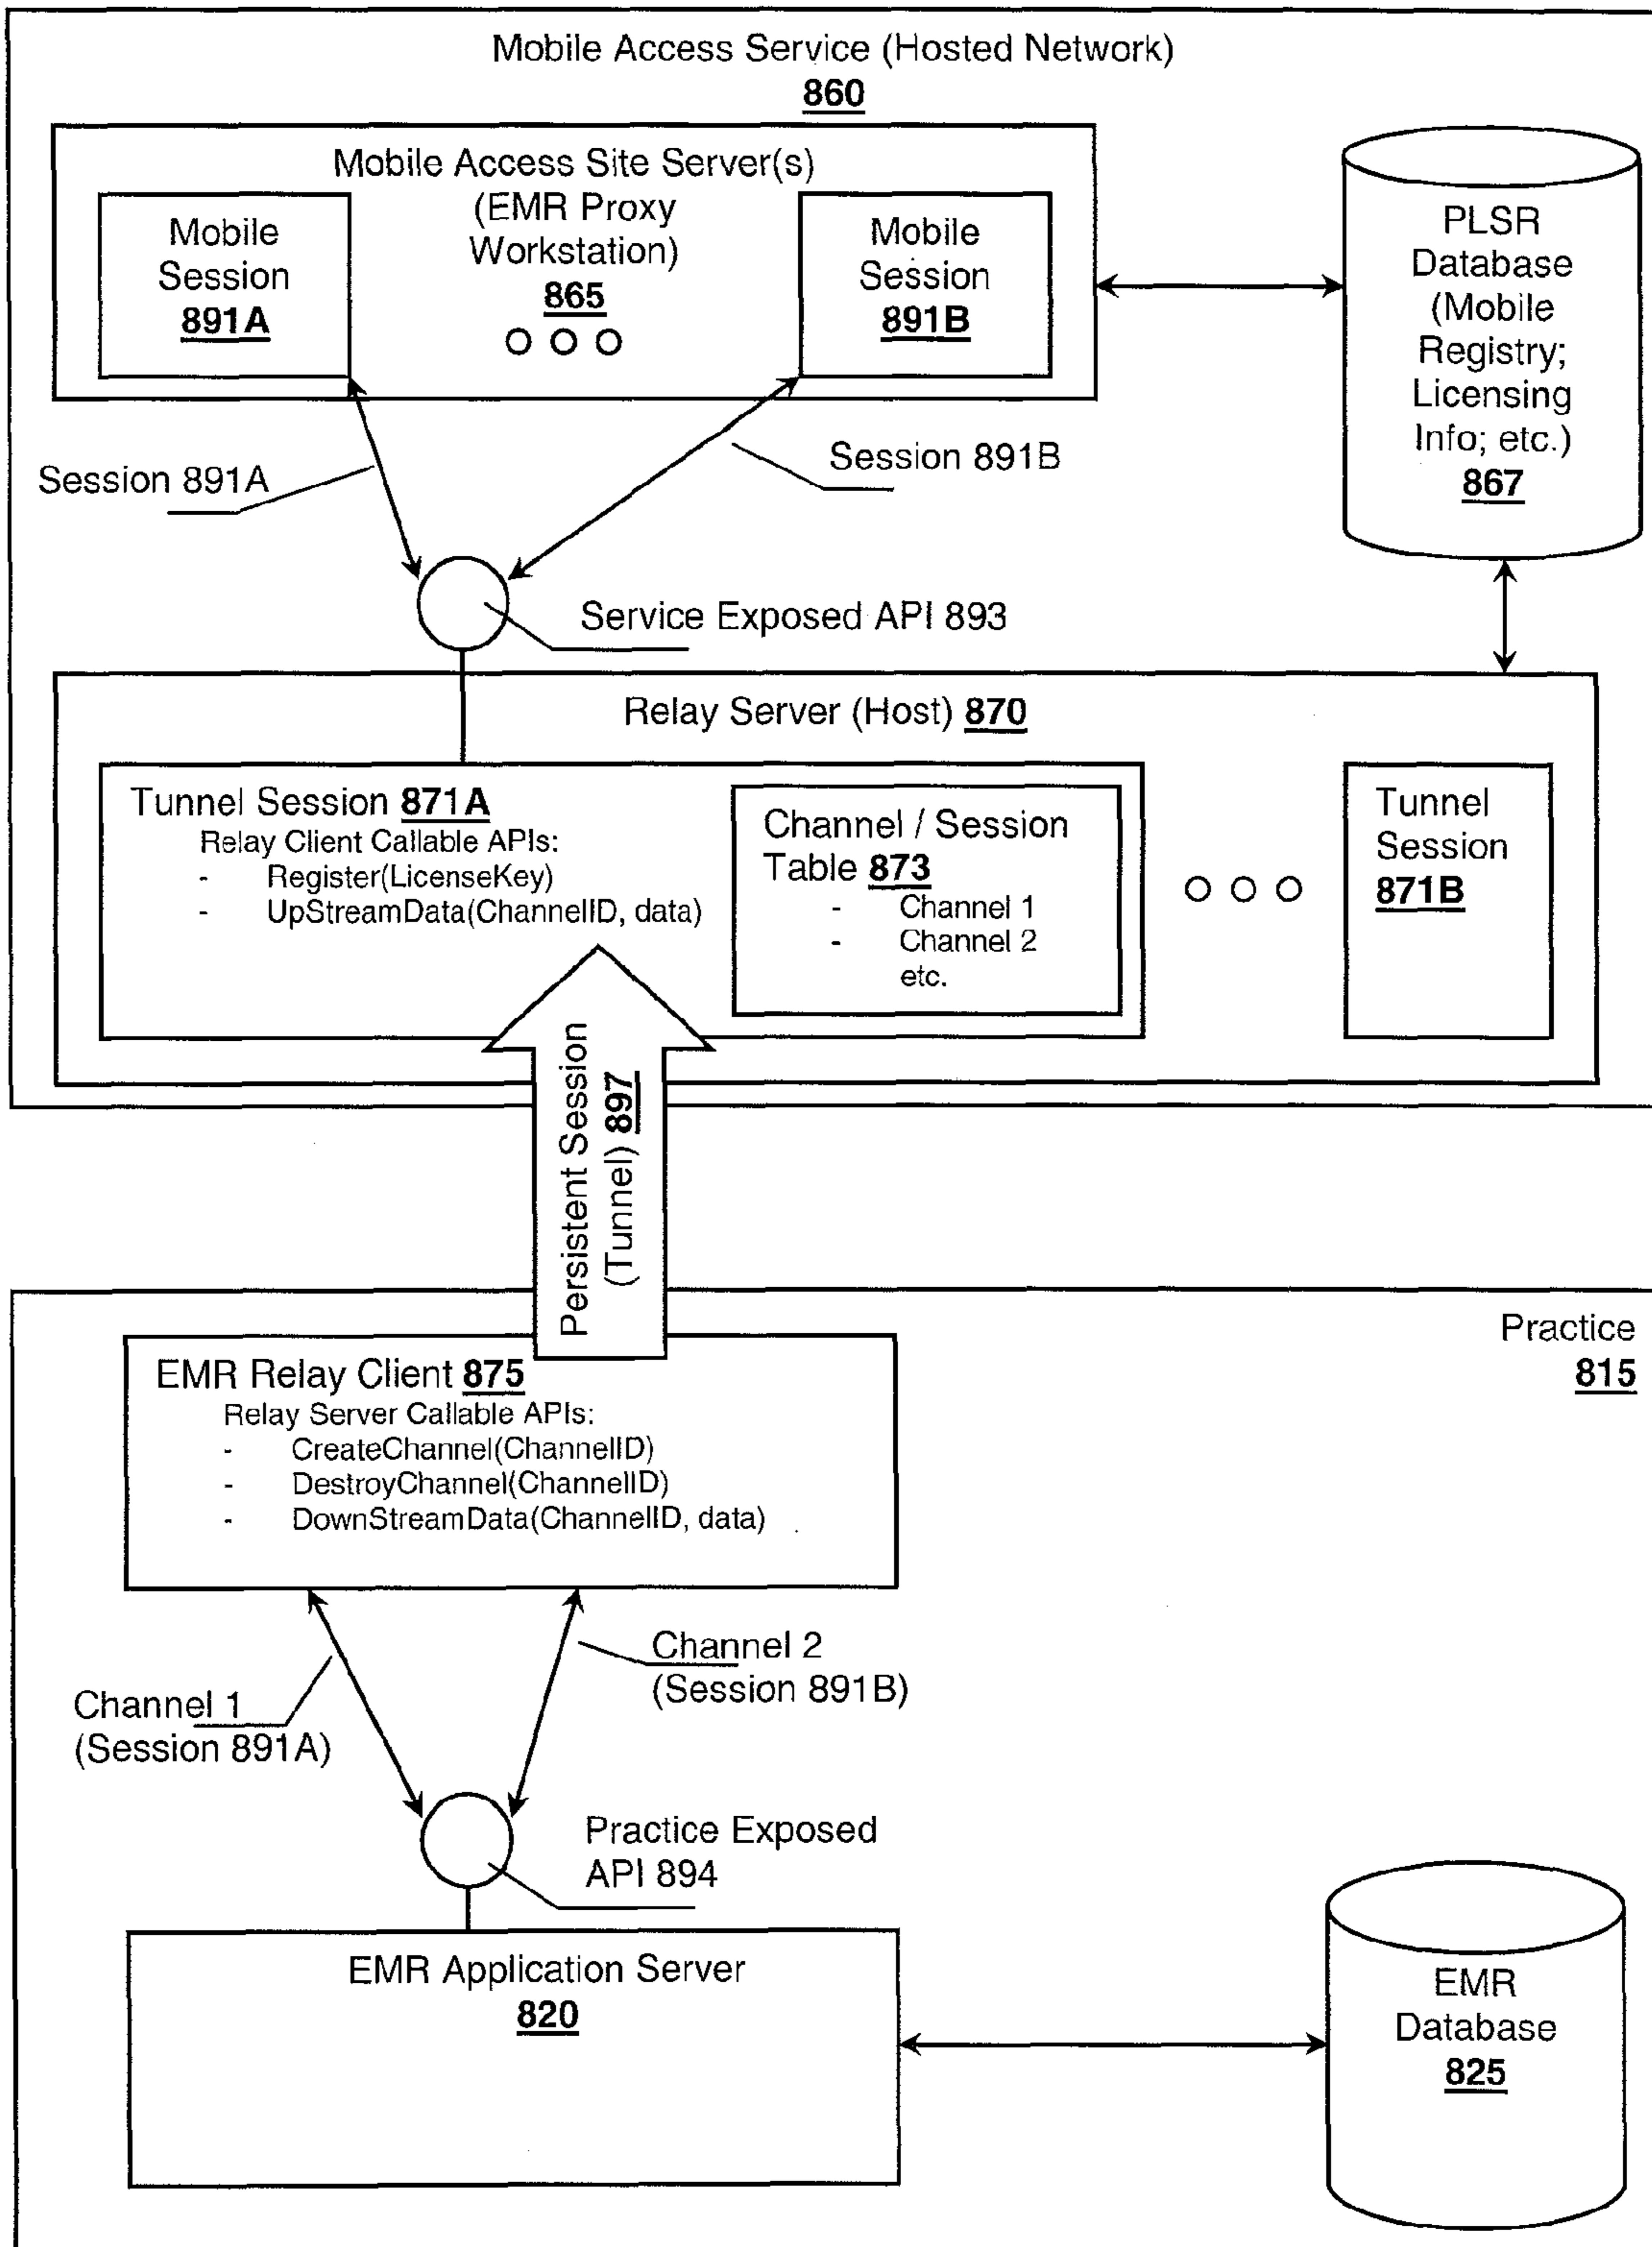 Mobile Access Service (Hosted Network)
860
Mobile Access Site Server(s)
(EMR Proxy
Workstation)
865
Mobile
Session
891A
Mobile
Session
891B
PLSR
Database
(Mobile
Registry;
Licensing
Info; etc.)
867
Session 891A
Session 891B
Service Exposed API 893
Relay Server (Host) 870
Tunnel Session 871A
Relay Client Callable APIs:
- Register(LicenseKey)
- UpStreamData(ChannelID, data)
Channel / Session
Table 873
- Channel 1
- Channel 2
etc.
Tunnel
Session
871B
Persistent Session
(Tunnel) 897
Practice
815
EMR Relay Client 875
Relay Server Callable APIs:
- CreateChannel(ChannelID)
- DestroyChannel(ChannelID)
- DownStreamData(ChannelID, data)
Channel 1
(Session 891A)
Channel 2
(Session 891B)
Practice Exposed
API 894
EMR Application Server
820
EMR
Database
825